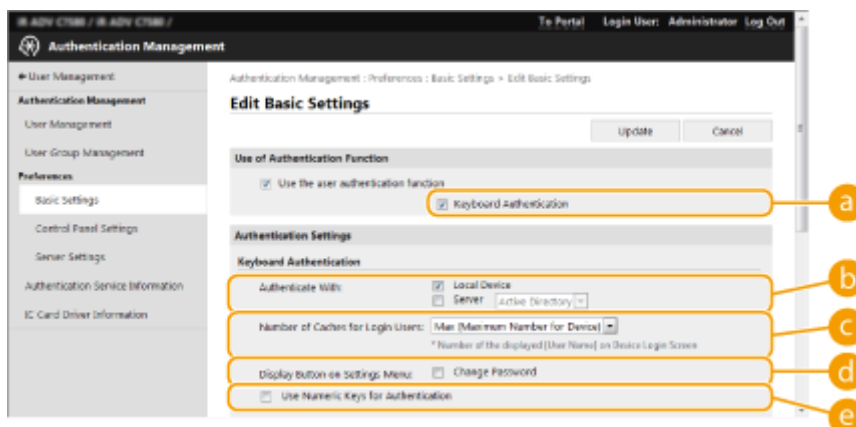 To Portal Login User: Administrator Log Out
Authentication Management
User Management
Authentication Management
User Management
User Group Management
Preferences
Basic Settings
Control Panel Settings
Server Settings
Authentication Service Information
IC Card Driver Information
Authentication Management : Preferences : Basic Settings > Edit Basic Settings
Edit Basic Settings
Update Cancel
Use of Authentication Function
Use the user authentication function
Keyboard Authentication
a
Authentication Settings
Keyboard Authentication
Authenticate With: Local Device
Server Active Directory
b
Number of Caches for Login Users: Max (Maximum Number for Device)
* Number of the displayed [User Name] on Device Login Screen
c
Display Button on Settings Menu: Change Password
d
Use Numeric Keys for Authentication
e